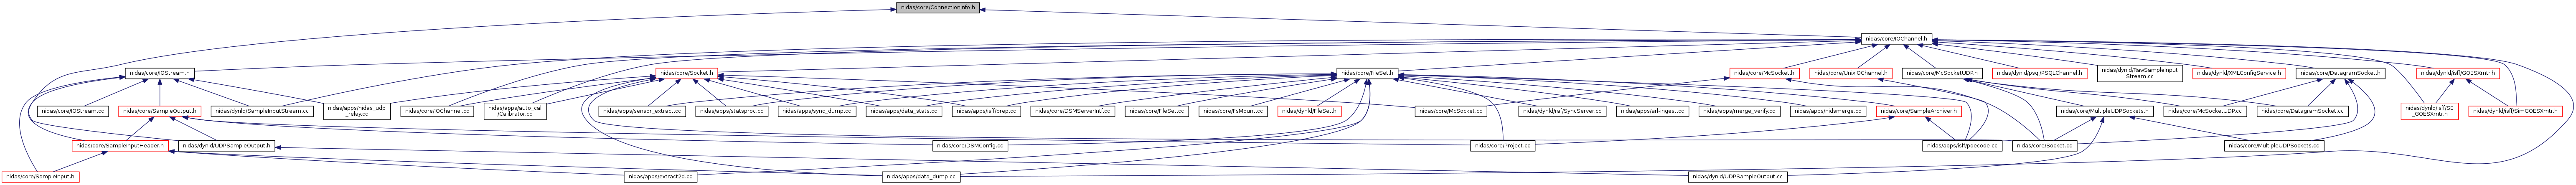 nidas/core/ConnectionInfo.h
nidas/core/IOChannel.h
nidas/core/IOStream.h
nidas/core/Socket.h
nidas/core/FileSet.h
nidas/core/McSocket.h
nidas/core/UnixIOChannel.h
nidas/core/McSocketUDP.h
nidas/dynld/psql/PSQLChannel.h
nidas/dynld/RawSampleInput
Stream.cc
nidas/dynld/XMLConfigService.h
nidas/core/DatagramSocket.h
nidas/dynld/isff/GOESXmtr.h
nidas/core/IOStream.cc
nidas/core/SampleOutput.h
nidas/dynld/SampleInputStream.cc
nidas/apps/nidas_udp
_relay.cc
nidas/core/IOChannel.cc
nidas/apps/auto_cal
/Calibrator.cc
nidas/apps/sensor_extract.cc
nidas/apps/statsproc.cc
nidas/apps/sync_dump.cc
nidas/apps/data_stats.cc
nidas/apps/isff/prep.cc
nidas/core/DSMServerIntf.cc
nidas/core/FileSet.cc
nidas/core/FsMount.cc
nidas/dynld/FileSet.h
nidas/core/McSocket.cc
nidas/dynld/raf/SyncServer.cc
nidas/apps/arl-ingest.cc
nidas/apps/merge_verify.cc
nidas/apps/nidsmerge.cc
nidas/core/SampleArchiver.h
nidas/core/MultipleUDPSockets.h
nidas/core/McSocketUDP.cc
nidas/core/DatagramSocket.cc
nidas/dynld/isff/SE
_GOESXmtr.h
nidas/dynld/isff/SimGOESXmtr.h
nidas/core/SampleInputHeader.h
nidas/dynld/UDPSampleOutput.h
nidas/core/DSMConfig.cc
nidas/core/Project.cc
nidas/apps/isff/pdecode.cc
nidas/core/Socket.cc
nidas/core/MultipleUDPSockets.cc
nidas/core/SampleInput.h
nidas/apps/extract2d.cc
nidas/apps/data_dump.cc
nidas/dynld/UDPSampleOutput.cc